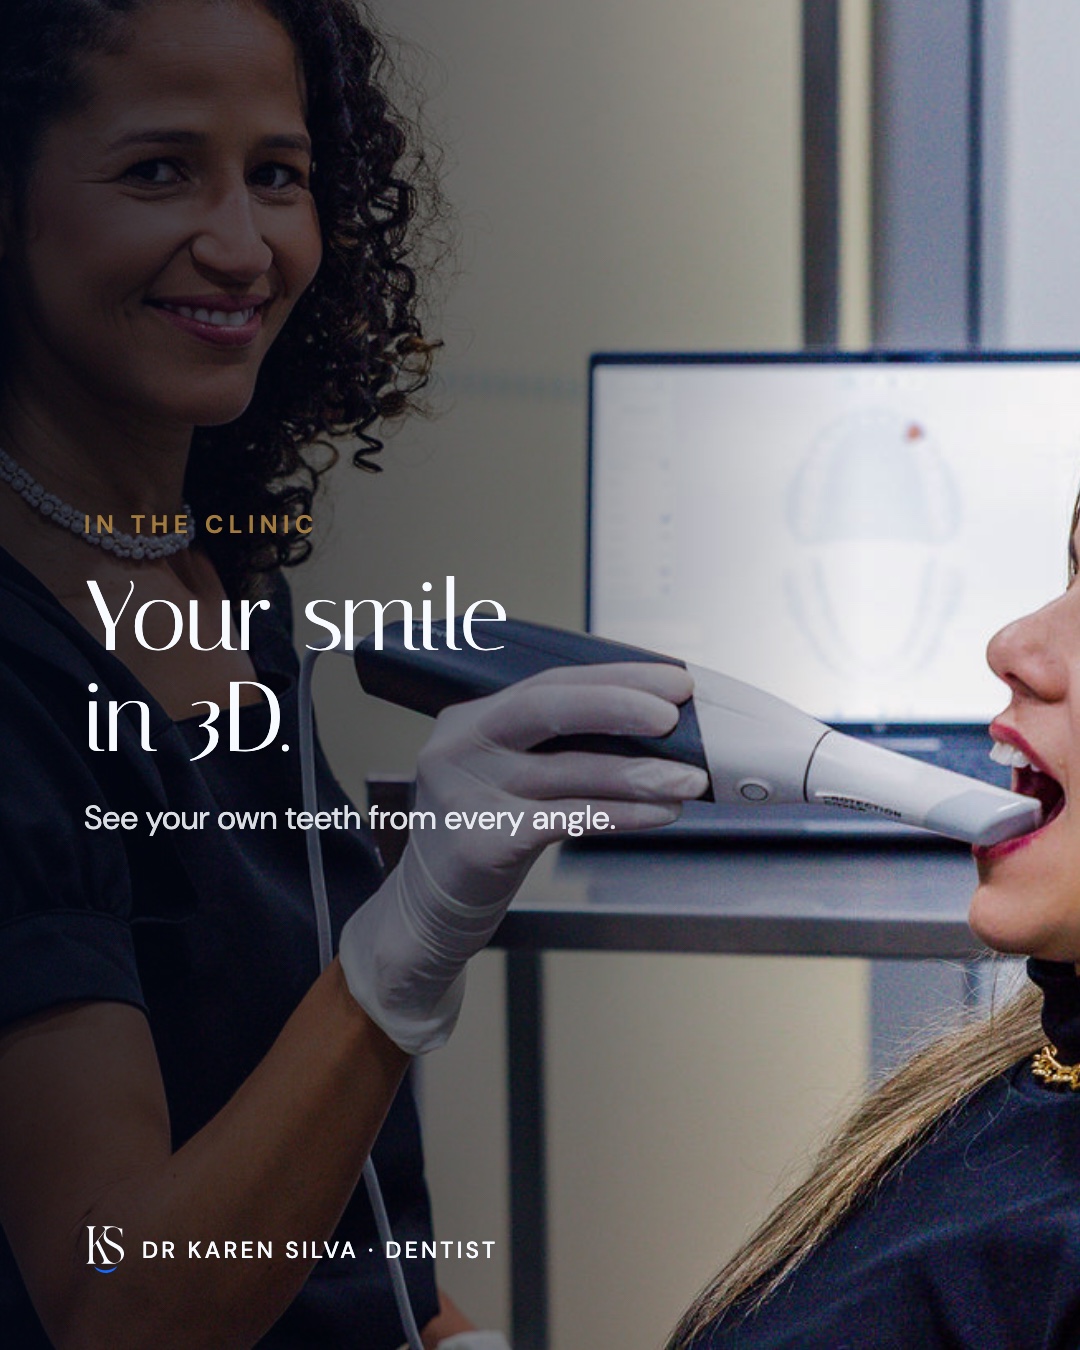 IN THE CLINIC
Your smile
in 3D.
See your own teeth from every angle.
PROTECTION
KS DR KAREN SILVA · DENTIST